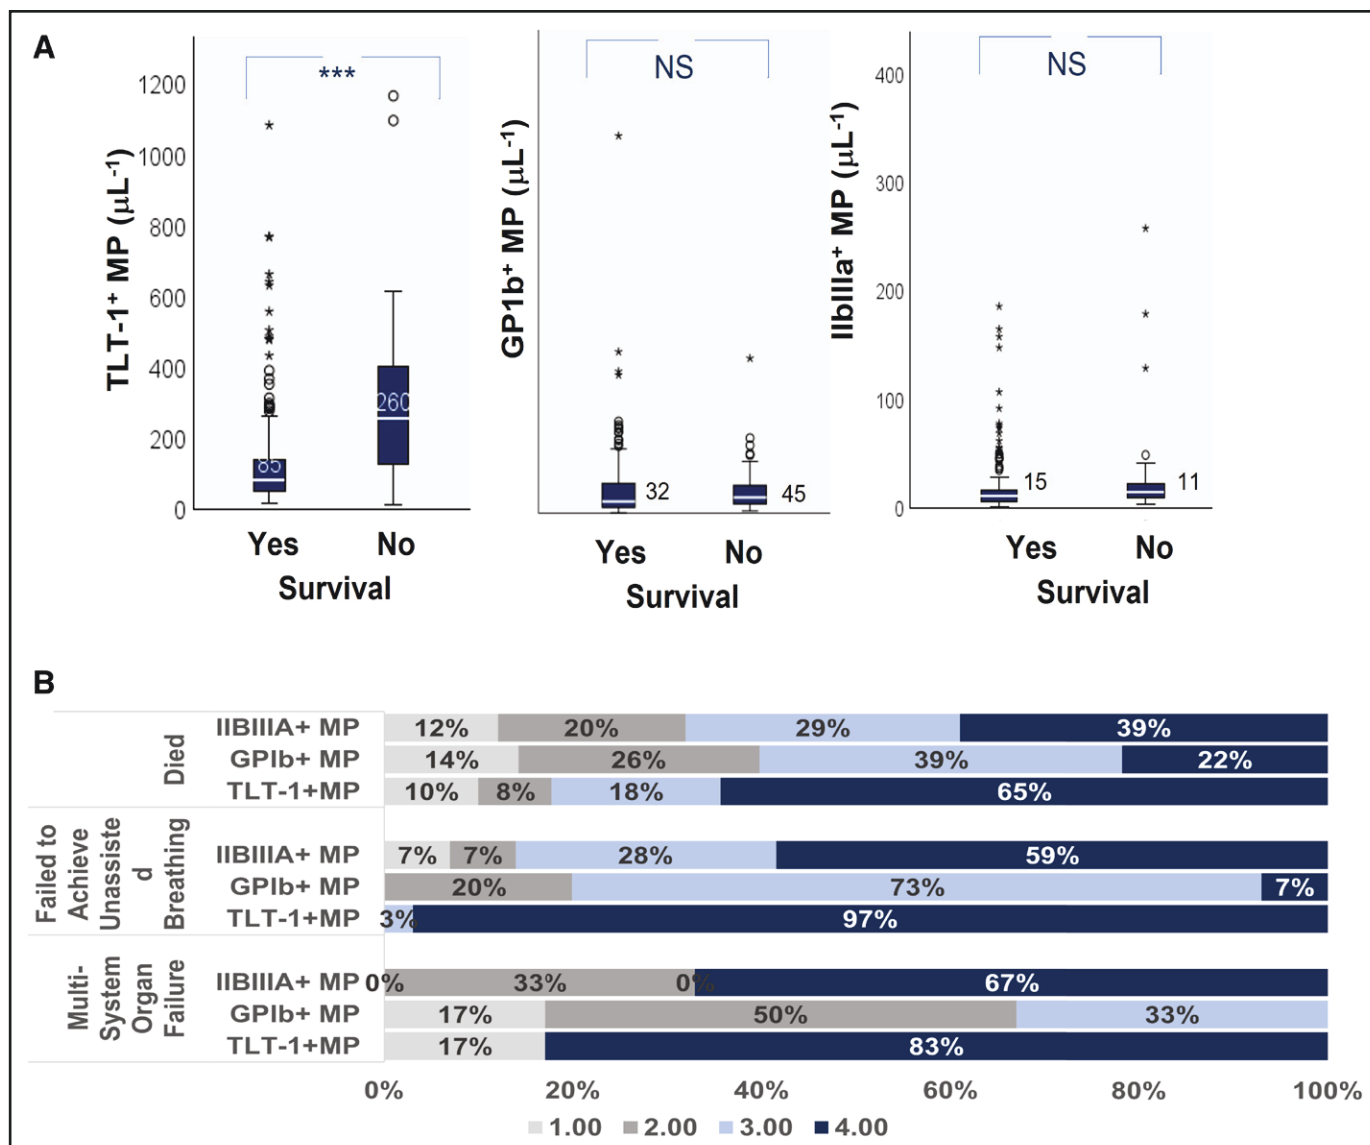 A
TLT-1+ MP (µL-1)
1200
1000
800
600
400
200
0
***
85
260
Yes No
Survival
GP1b+ MP (µL-1)
NS
32
45
Yes No
Survival
IIbIIIa+ MP (µL-1)
400
300
200
100
0
NS
15
11
Yes No
Survival
B
Died
IIBIIIA+ MP 12% 20% 29% 39%
GPIb+ MP 14% 26% 39% 22%
TLT-1+MP 10% 8% 18% 65%
Failed to
Achieve
Unassiste
d
Breathing
IIBIIIA+ MP 7% 7% 28% 59%
GPIb+ MP 20% 73% 7%
TLT-1+MP 3% 97%
Multi-
System
Organ
Failure
IIBIIIA+ MP 0% 33% 0% 67%
GPIb+ MP 17% 50% 33%
TLT-1+MP 17% 83%
0% 20% 40% 60% 80% 100%
1.00 2.00 3.00 4.00